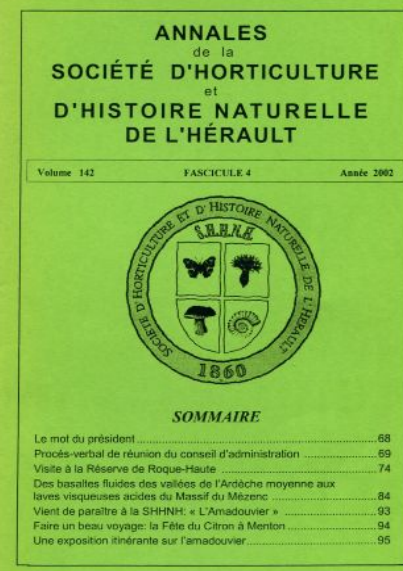 ANNALES
de la
SOCIÉTÉ D'HORTICULTURE
et
D'HISTOIRE NATURELLE
DE L'HÉRAULT
Volume 142 FASCICULE 4 Année 2002
SOCIÉTÉ D'HORTICULTURE ET D'HISTOIRE NATURELLE DE L'HÉRAULT
S.H.H.N.H.
1860
SOMMAIRE
Le mot du président 68
Procès-verbal de réunion du conseil d'administration 69
Visite à la Réserve de Roque-Haute 74
Des basaltes fluides des vallées de l'Ardèche moyenne aux
laves visqueuses acides du Massif du Mézenc 84
Vient de paraître à la SHHNH: « L'Amadouvier » 93
Faire un beau voyage: la Fête du Citron à Menton 94
Une exposition itinérante sur l'amadouvier 95